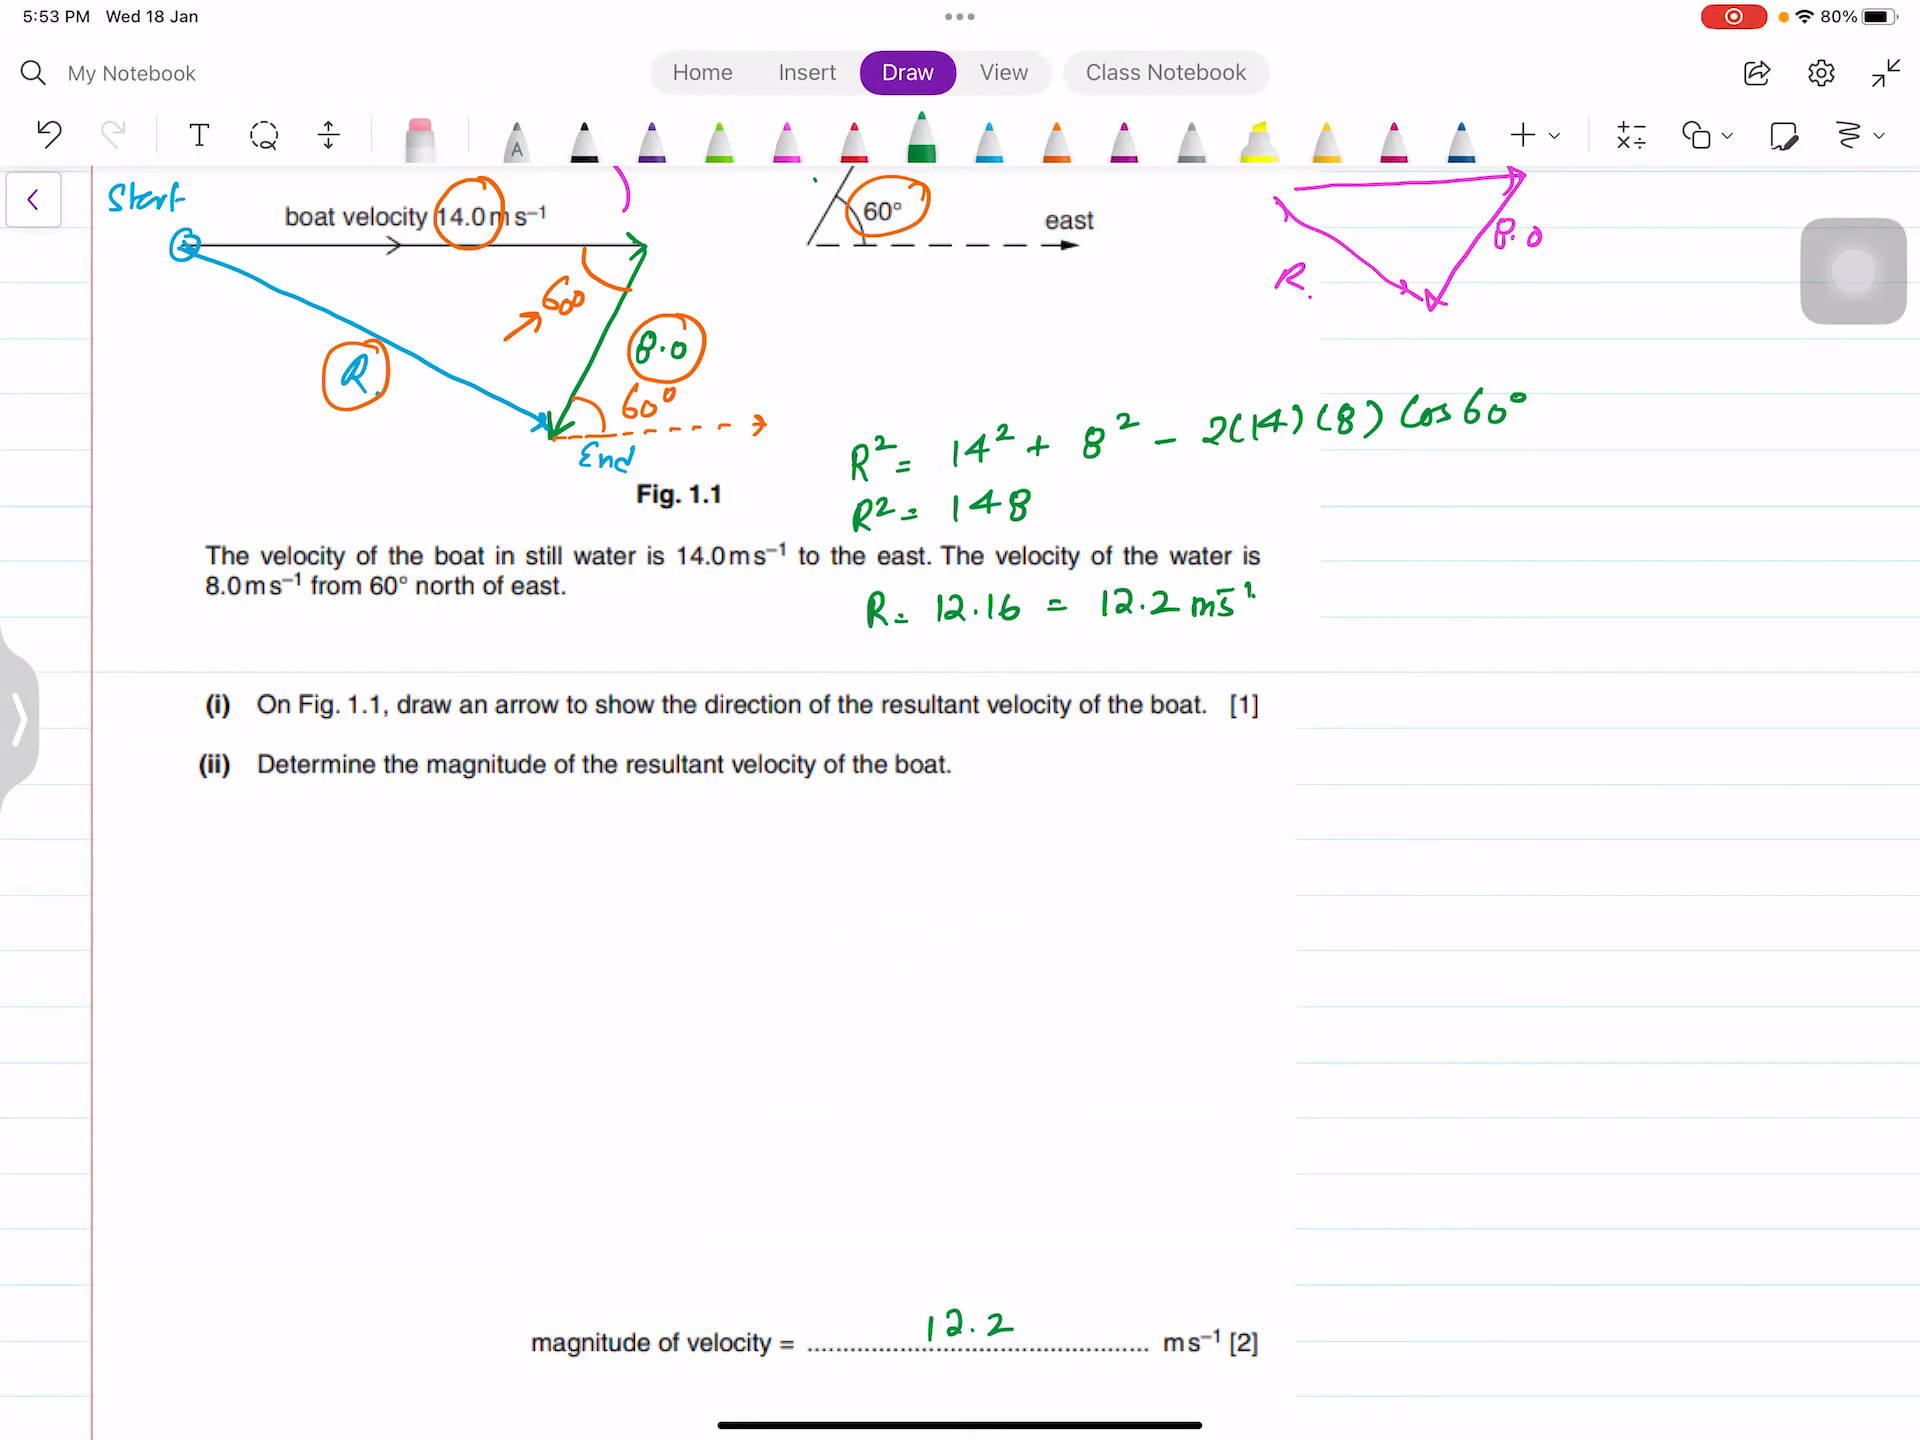 5:53 PM Wed 18 Jan
80%
My Notebook
Home Insert Draw View Class Notebook
T
A
Start
boat velocity 14.0 m s⁻¹
60°
east
8.0
R.
60°
8.0
R.
60°
End
R² = 14² + 8² - 2(14)(8) Cos 60°
Fig. 1.1
R² = 148
The velocity of the boat in still water is 14.0 m s⁻¹ to the east. The velocity of the water is
8.0 m s⁻¹ from 60° north of east.
R = 12.16 = 12.2 ms⁻¹.
(i) On Fig. 1.1, draw an arrow to show the direction of the resultant velocity of the boat. [1]
(ii) Determine the magnitude of the resultant velocity of the boat.
12.2
magnitude of velocity = ................................................ m s⁻¹ [2]